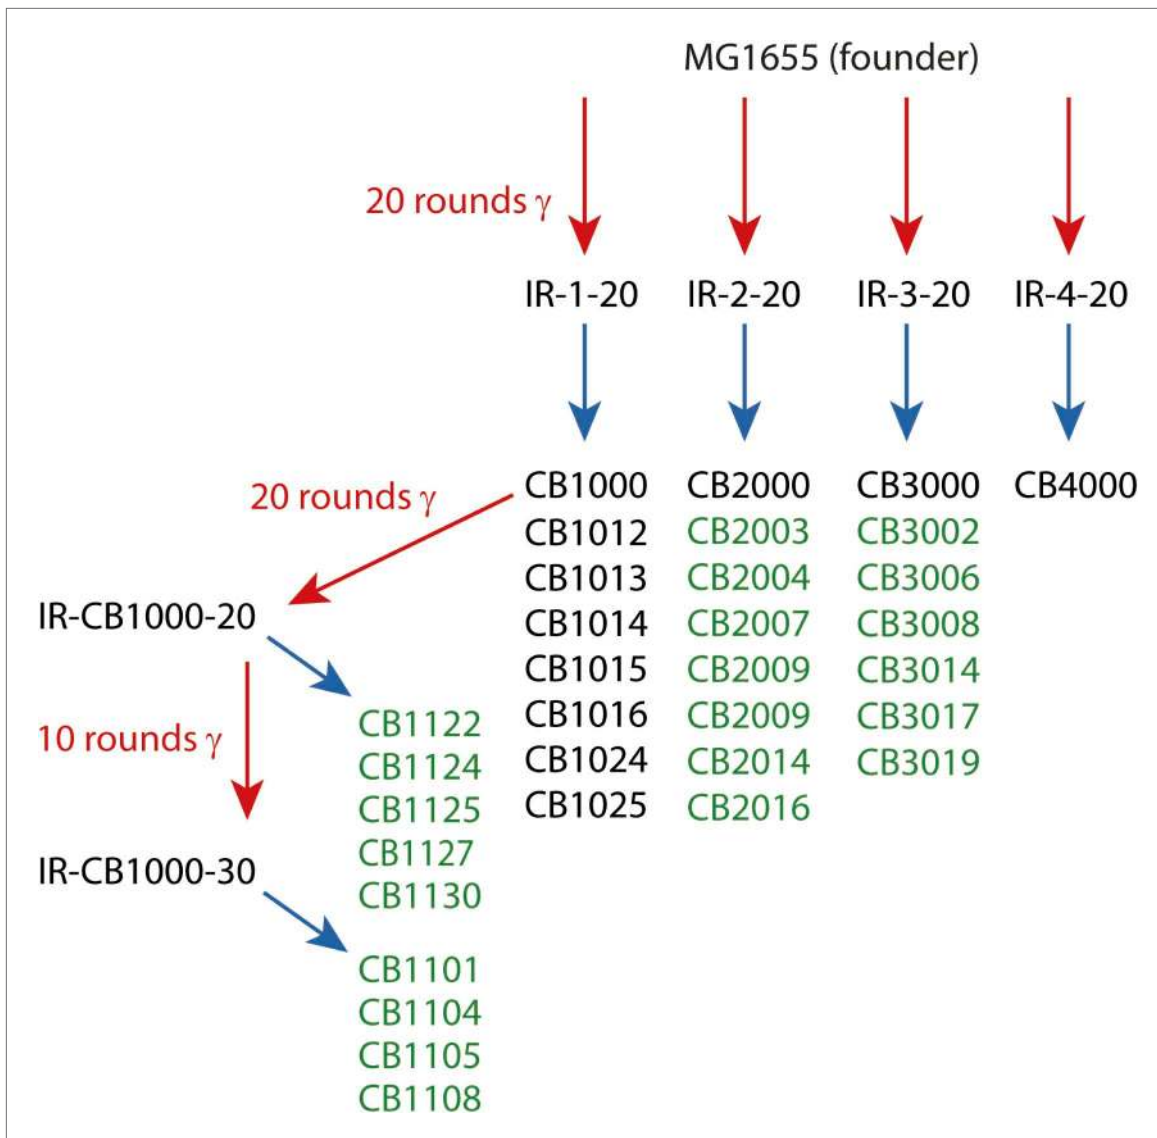 MG1655 (founder)
20 rounds γ
IR-1-20 IR-2-20 IR-3-20 IR-4-20
20 rounds γ
CB1000 CB2000 CB3000 CB4000
CB1012 CB2003 CB3002
CB1013 CB2004 CB3006
CB1014 CB2007 CB3008
CB1015 CB2009 CB3014
CB1016 CB2009 CB3017
CB1024 CB2014 CB3019
CB1025 CB2016
IR-CB1000-20
10 rounds γ
CB1122
CB1124
CB1125
CB1127
CB1130
IR-CB1000-30
CB1101
CB1104
CB1105
CB1108